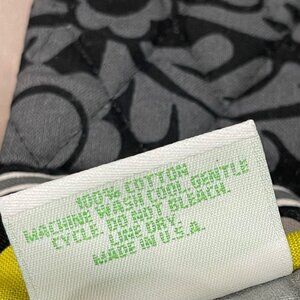 100% COTTON
MACHINE WASH COOL, GENTLE
CYCLE. DO NOT BLEACH.
LINE DRY.
MADE IN U.S.A.